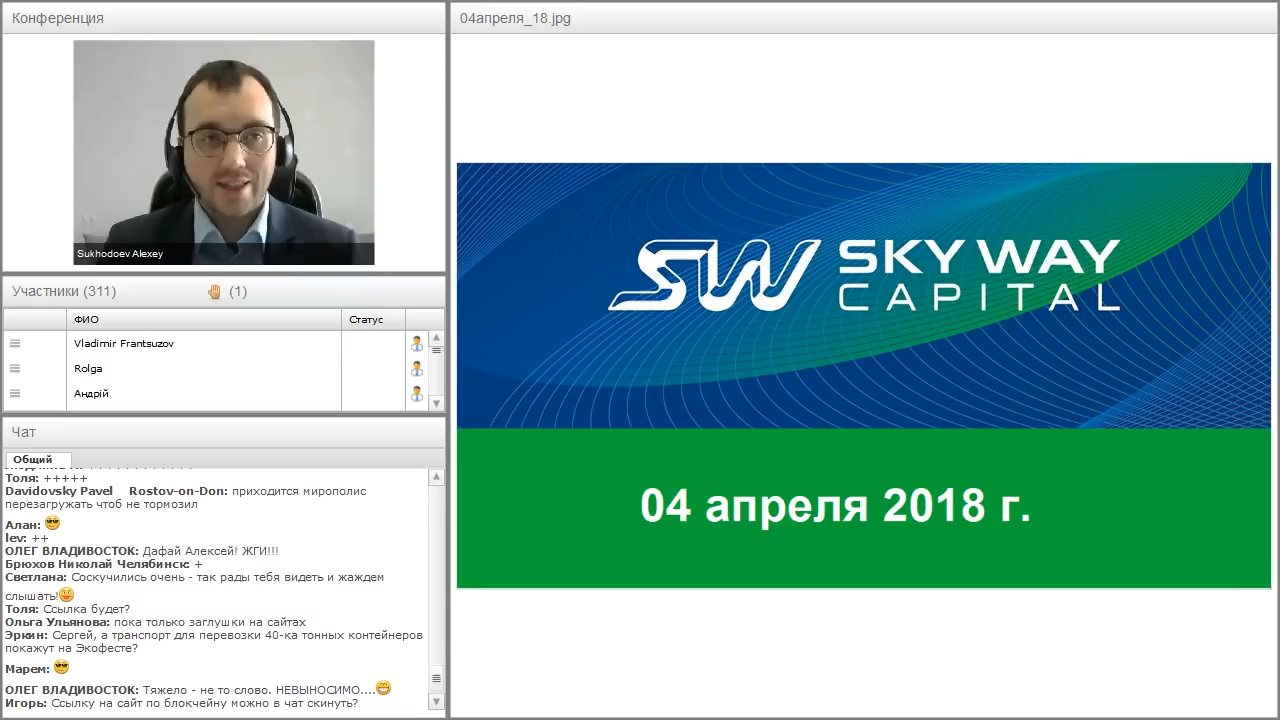 Конференция
Sukhodoev Alexey
Участники (311)
(1)
ФИО
Статус
Vladimir Frantsuzov
Rolga
Андрій
Чат
Общий
Толя: +++++
Davidovsky Pavel Rostov-on-Don: приходится мирополис
перезагружать чтоб не тормозил
Алан:
lev: ++
ОЛЕГ ВЛАДИВОСТОК: Дафай Алексей! ЖГИ!!!
Брюхов Николай Челябинск: +
Светлана: Соскучились очень - так рады тебя видеть и жаждем
слышать!
Толя: Ссылка будет?
Ольга Ульянова: пока только заглушки на сайтах
Эркин: Сергей, а транспорт для перевозки 40-ка тонных контейнеров
покажут на Экофесте?
Марем:
ОЛЕГ ВЛАДИВОСТОК: Тяжело - не то слово. НЕВЫНОСИМО....
Игорь: Ссылку на сайт по блокчейну можно в чат скинуть?
04апреля_18.jpg
SW SKY WAY
CAPITAL
04 апреля 2018 г.